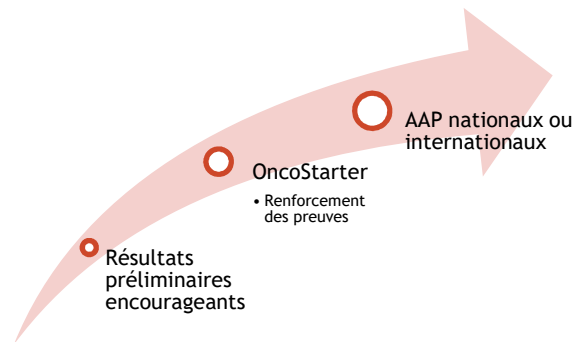 Résultats
préliminaires
encourageants
OncoStarter
• Renforcement
des preuves
AAP nationaux ou
internationaux